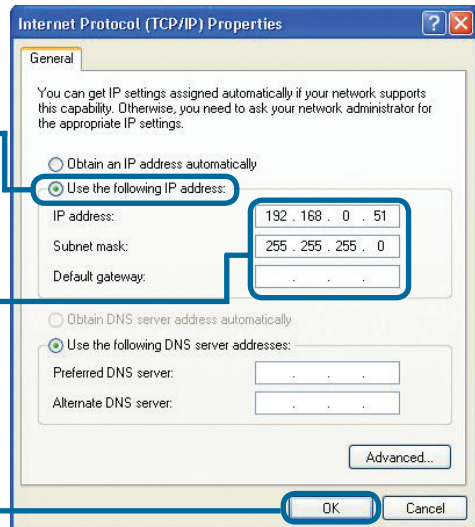 Internet Protocol (TCP/IP) Properties
General
You can get IP settings assigned automatically if your network supports
this capability. Otherwise, you need to ask your network administrator for
the appropriate IP settings.
Obtain an IP address automatically
Use the following IP address:
IP address: 192 . 168 . 0 . 51
Subnet mask: 255 . 255 . 255 . 0
Default gateway: . . .
Obtain DNS server address automatically
Use the following DNS server addresses:
Preferred DNS server: . . .
Alternate DNS server: . . .
Advanced...
OK Cancel